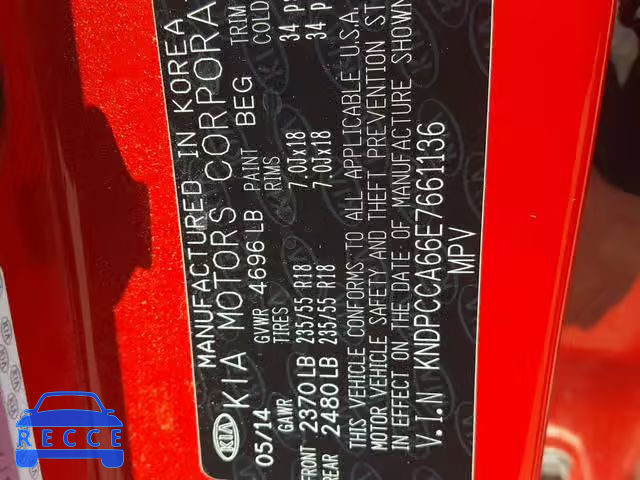 MANUFACTURED IN KOREA
KIA KIA MOTORS CORPORA
05/14 GVWR 4696 LB PAINT BEG TRIM
GAWR TIRES RIMS COLD
FRONT 2370 LB 235/55 R18 7.0Jx18 34
REAR 2480 LB 235/55 R18 7.0Jx18 34
THIS VEHICLE CONFORMS TO ALL APPLICABLE U.S.A.
MOTOR VEHICLE SAFETY AND THEFT PREVENTION ST
IN EFFECT ON THE DATE OF MANUFACTURE SHOWN
V.I.N KNDPCCA66E7661136
MPV
RECCE